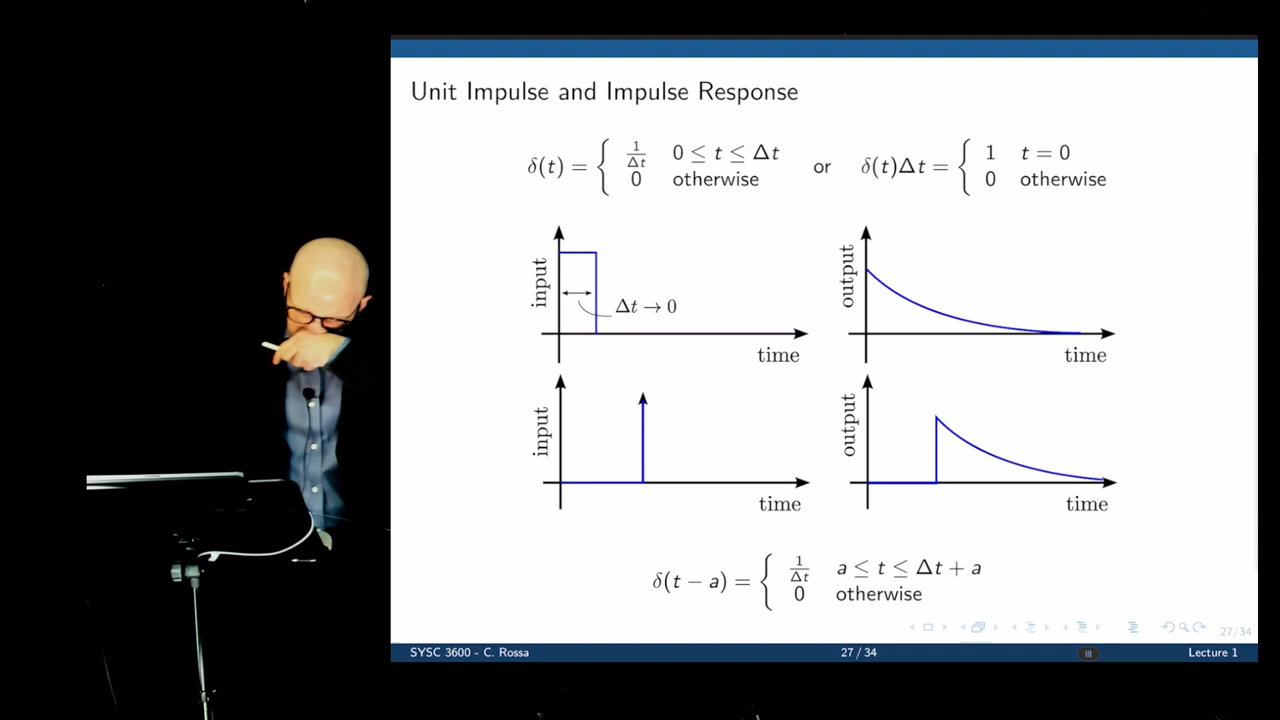 Unit Impulse and Impulse Response
δ(t) = { 1/Δt 0 ≤ t ≤ Δt
0 otherwise
or
δ(t)Δt = { 1 t = 0
0 otherwise
input
Δt → 0
time
output
time
input
time
output
time
δ(t − a) = { 1/Δt a ≤ t ≤ Δt + a
0 otherwise
27/34
SYSC 3600 - C. Rossa
27 / 34
Lecture 1